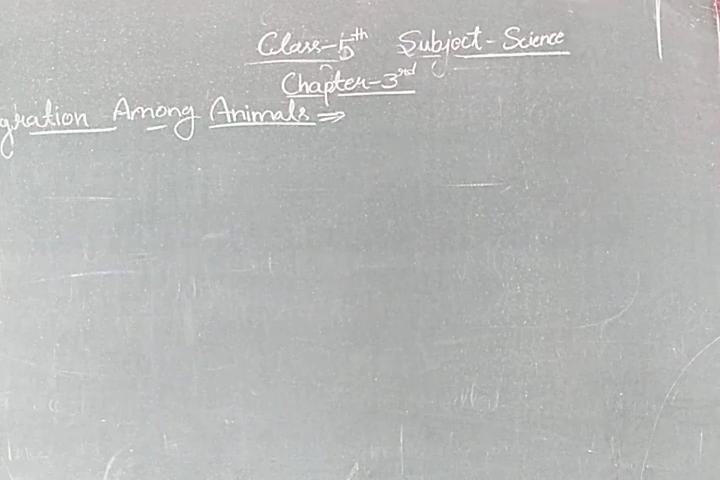 Class-5th Subject-Science
Chapter-3rd
gration Among Animals⇒